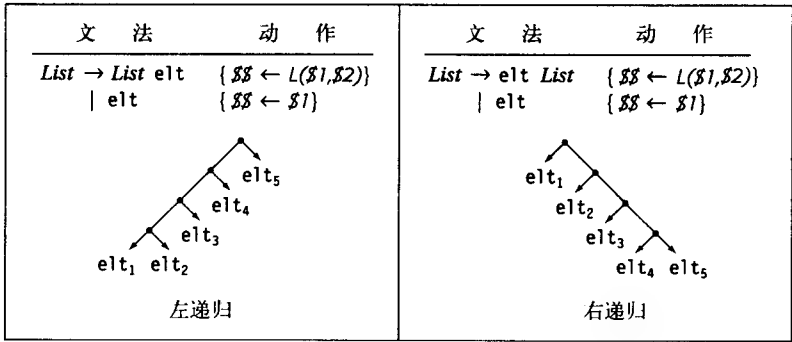 文 法 动 作
List → List elt { $$ ← L($1,$2)}
| elt { $$ ← $1}
elt₅
elt₄
elt₃
elt₁ elt₂
左递归
文 法 动 作
List → elt List { $$ ← L($1,$2)}
| elt { $$ ← $1}
elt₁
elt₂
elt₃
elt₄ elt₅
右递归